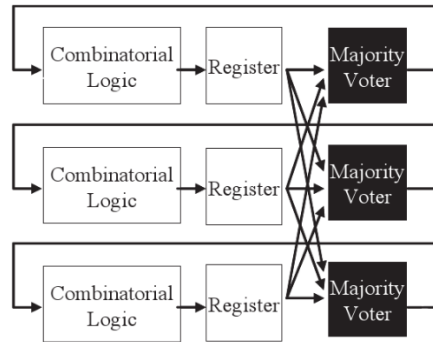 Combinatorial
Logic
Register
Majority
Voter
Combinatorial
Logic
Register
Majority
Voter
Combinatorial
Logic
Register
Majority
Voter